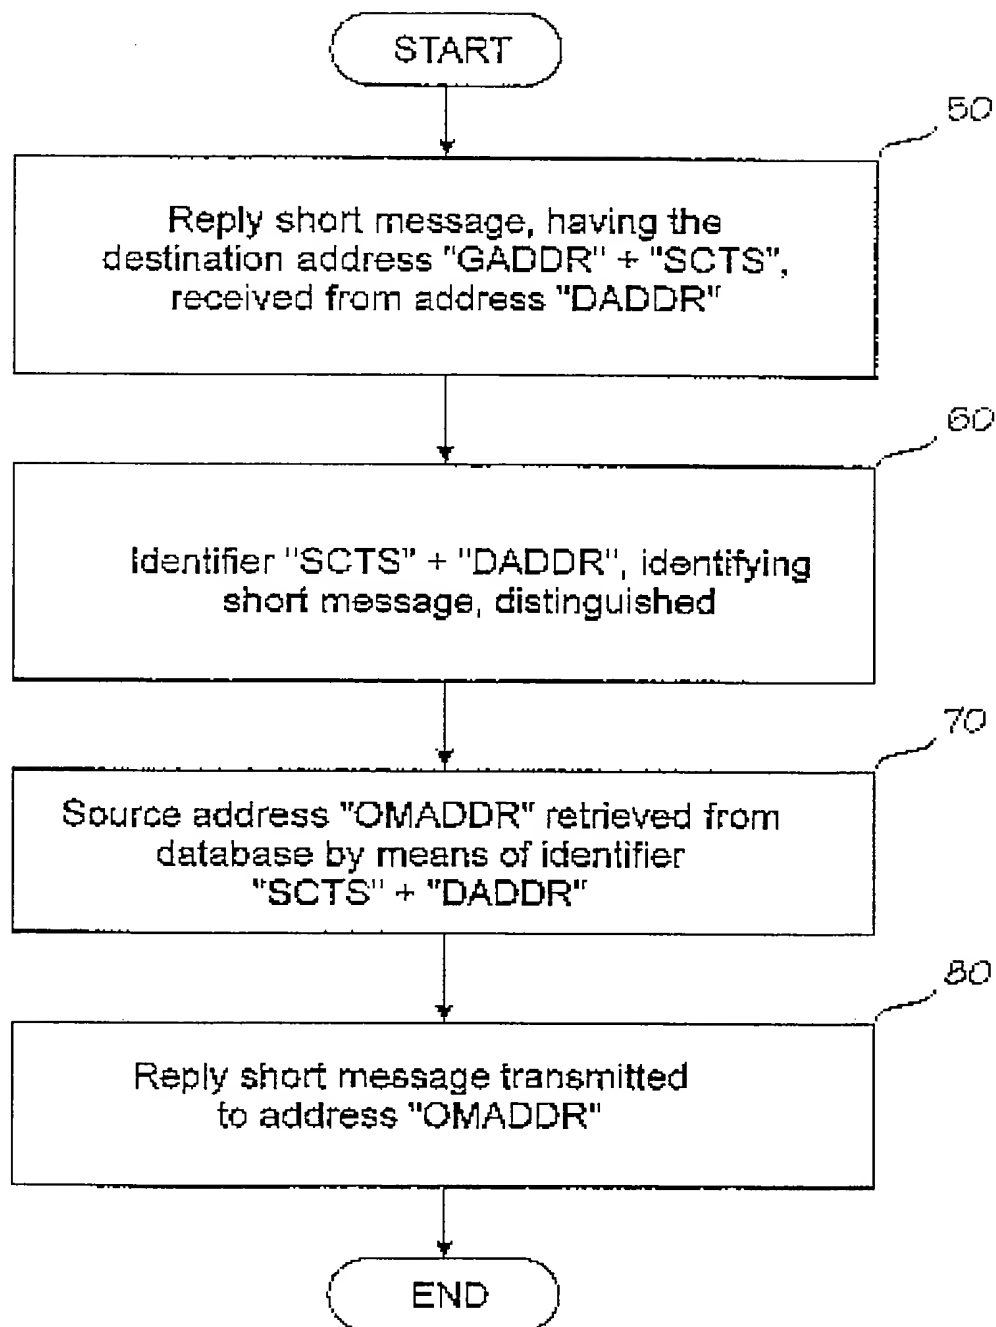 START
50
Reply short message, having the
destination address "GADDR" + "SCTS",
received from address "DADDR"
60
Identifier "SCTS" + "DADDR", identifying
short message, distinguished
70
Source address "OMADDR" retrieved from
database by means of identifier
"SCTS" + "DADDR"
80
Reply short message transmitted
to address "OMADDR"
END